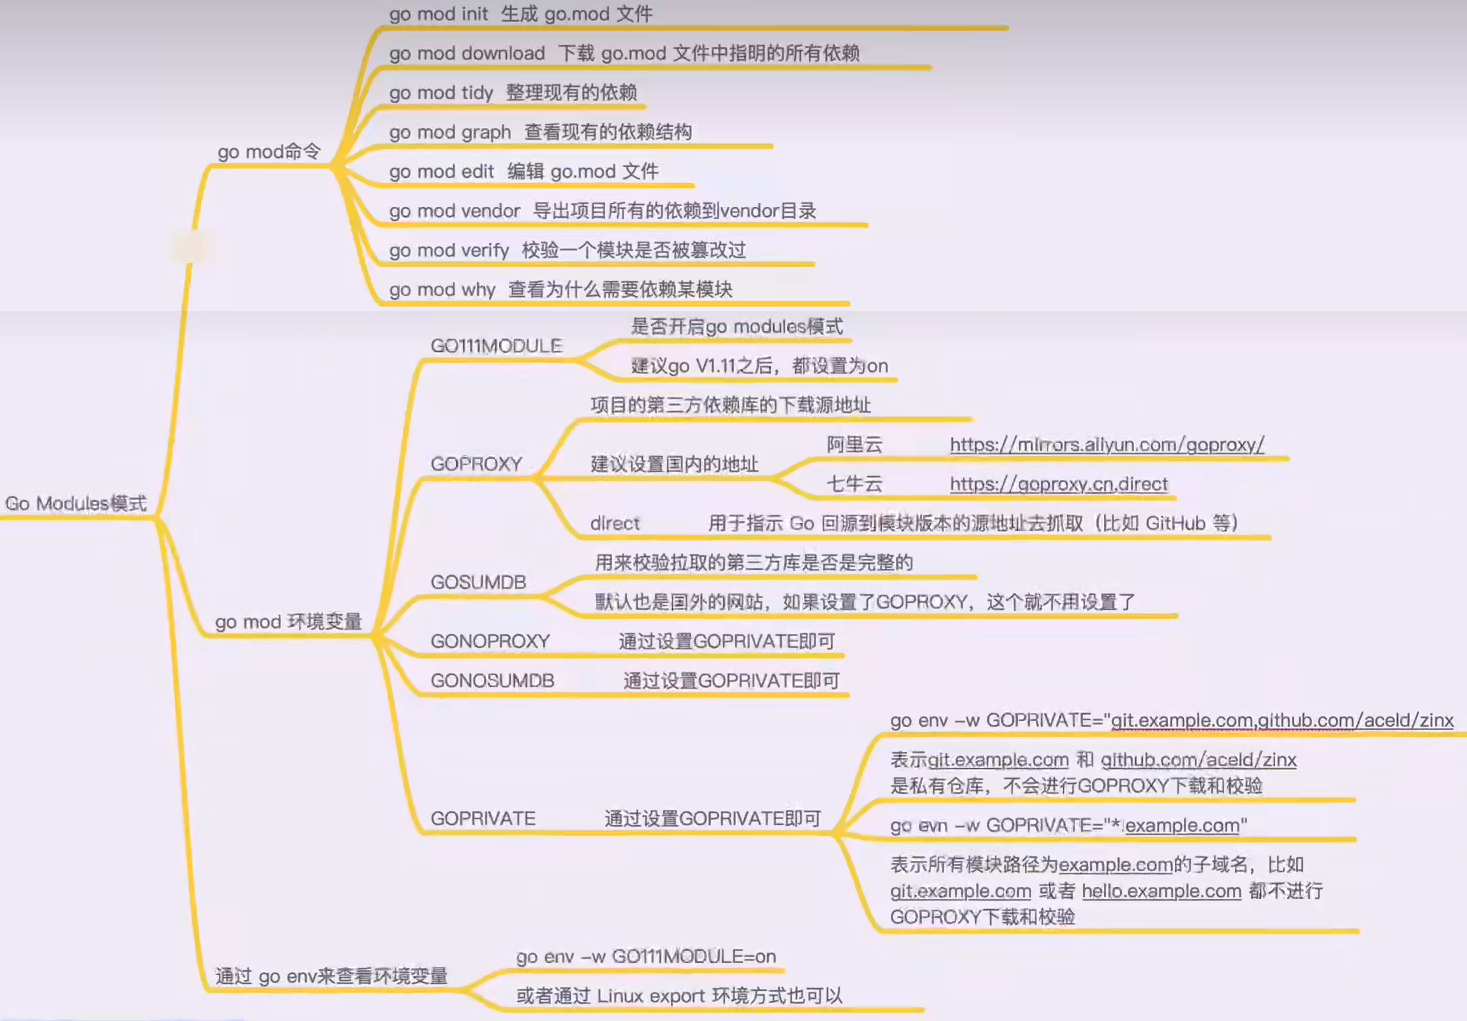 go mod init 生成 go.mod 文件
go mod download 下载 go.mod 文件中指明的所有依赖
go mod tidy 整理现有的依赖
go mod graph 查看现有的依赖结构
go mod命令
go mod edit 编辑 go.mod 文件
go mod vendor 导出项目所有的依赖到vendor目录
go mod verify 校验一个模块是否被篡改过
go mod why 查看为什么需要依赖某模块
Go Modules模式
go mod 环境变量
GO111MODULE
是否开启go modules模式
建议go V1.11之后，都设置为on
GOPROXY
项目的第三方依赖库的下载源地址
建议设置国内的地址
阿里云 https://mirrors.aliyun.com/goproxy/
七牛云 https://goproxy.cn,direct
direct 用于指示 Go 回源到模块版本的源地址去抓取（比如 GitHub 等）
GOSUMDB
用来校验拉取的第三方库是否是完整的
默认也是国外的网站，如果设置了GOPROXY，这个就不用设置了
GONOPROXY 通过设置GOPRIVATE即可
GONOSUMDB 通过设置GOPRIVATE即可
GOPRIVATE 通过设置GOPRIVATE即可
go env -w GOPRIVATE="git.example.com,github.com/aceld/zinx
表示git.example.com 和 github.com/aceld/zinx
是私有仓库，不会进行GOPROXY下载和校验
go evn -w GOPRIVATE="*.example.com"
表示所有模块路径为example.com的子域名，比如
git.example.com 或者 hello.example.com 都不进行
GOPROXY下载和校验
通过 go env来查看环境变量
go env -w GO111MODULE=on
或者通过 Linux export 环境方式也可以